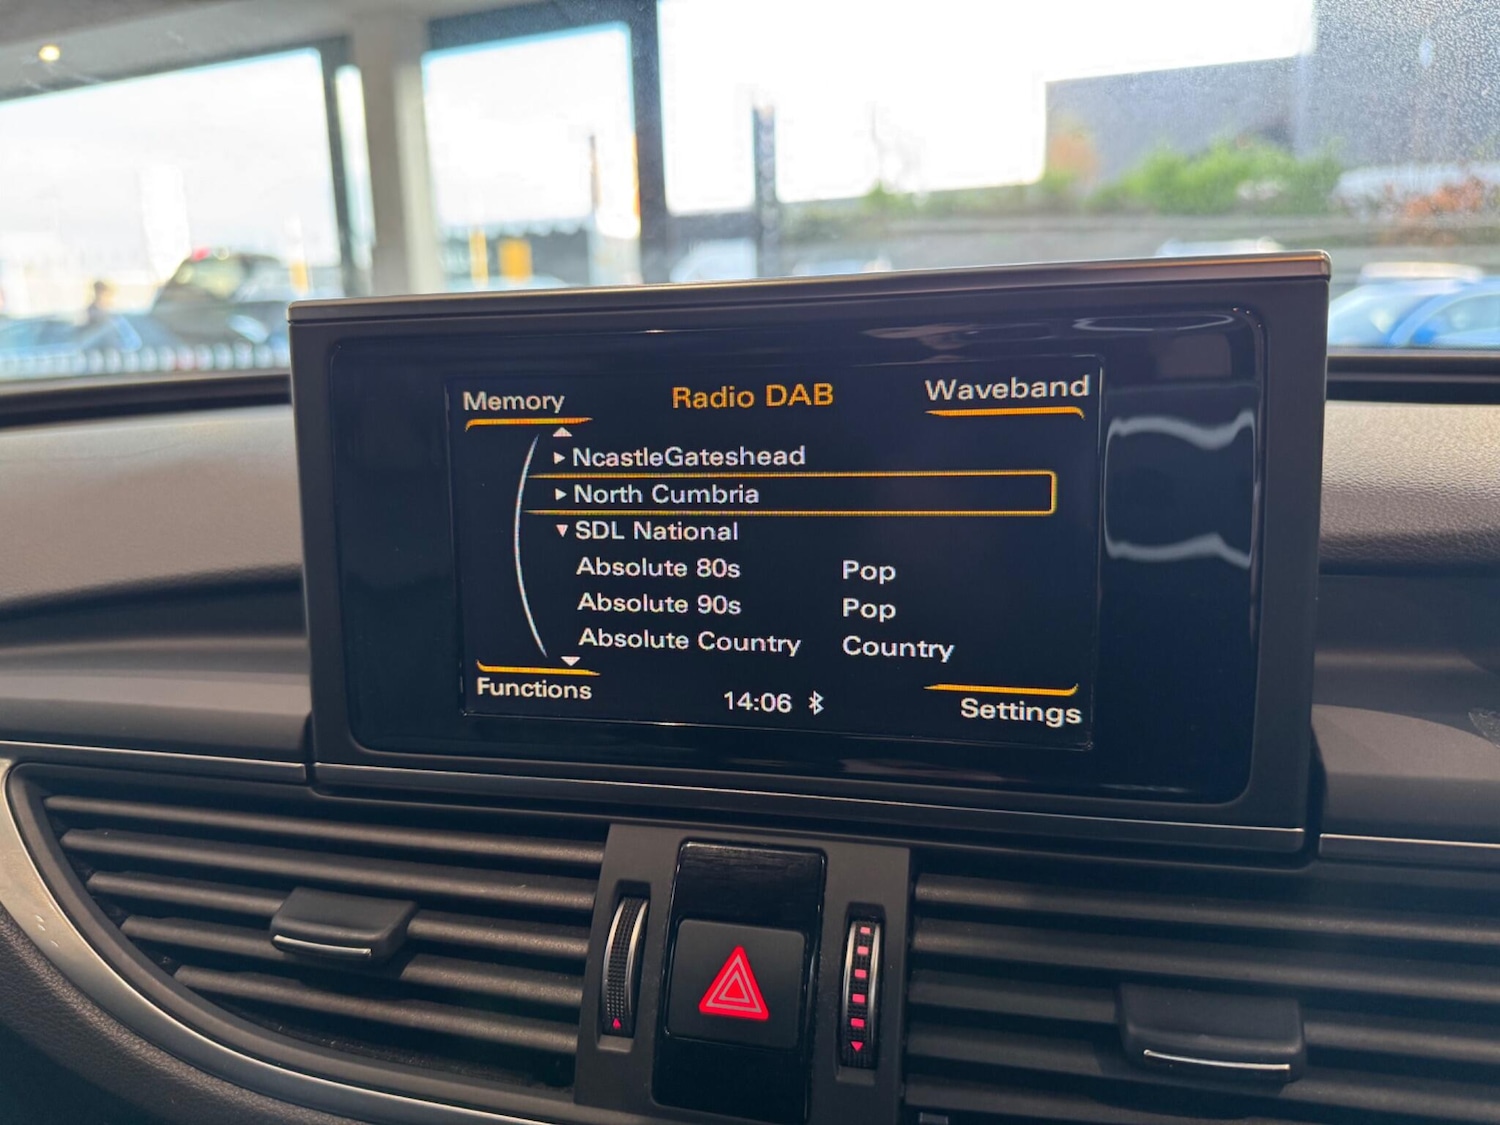 Memory Radio DAB Waveband
NcastleGateshead
North Cumbria
SDL National
Absolute 80s Pop
Absolute 90s Pop
Absolute Country Country
Functions 14:06 Settings